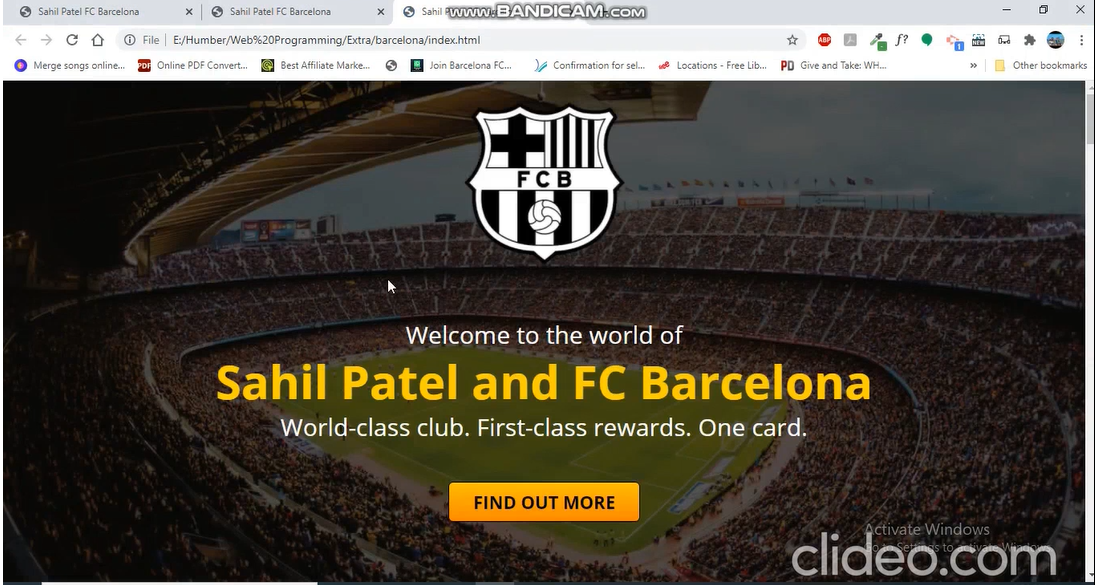 Sahil Patel FC Barcelona
Sahil Patel FC Barcelona
Sahil P
www.BANDICAM.com
File
E:/Humber/Web%20Programming/Extra/barcelona/index.html
ABP
f?
NEW
Merge songs online...
PDF
Online PDF Convert...
Best Affiliate Marke...
Join Barcelona FC...
Confirmation for sel...
Locations - Free Lib...
PD
Give and Take: WH...
»
Other bookmarks
FCB
Welcome to the world of
Sahil Patel and FC Barcelona
World-class club. First-class rewards. One card.
FIND OUT MORE
Activate Windows
Go to Settings to activate Windows.
clideo.com